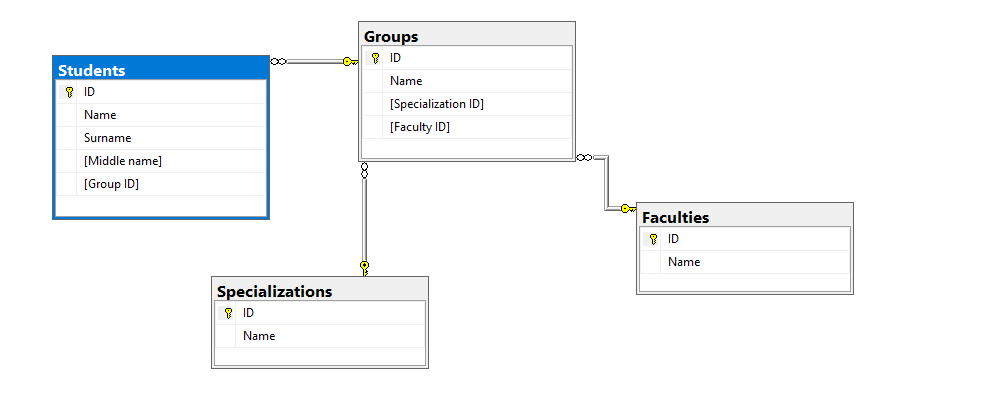 Groups
ID
Name
[Specialization ID]
[Faculty ID]
Students
ID
Name
Surname
[Middle name]
[Group ID]
Faculties
ID
Name
Specializations
ID
Name